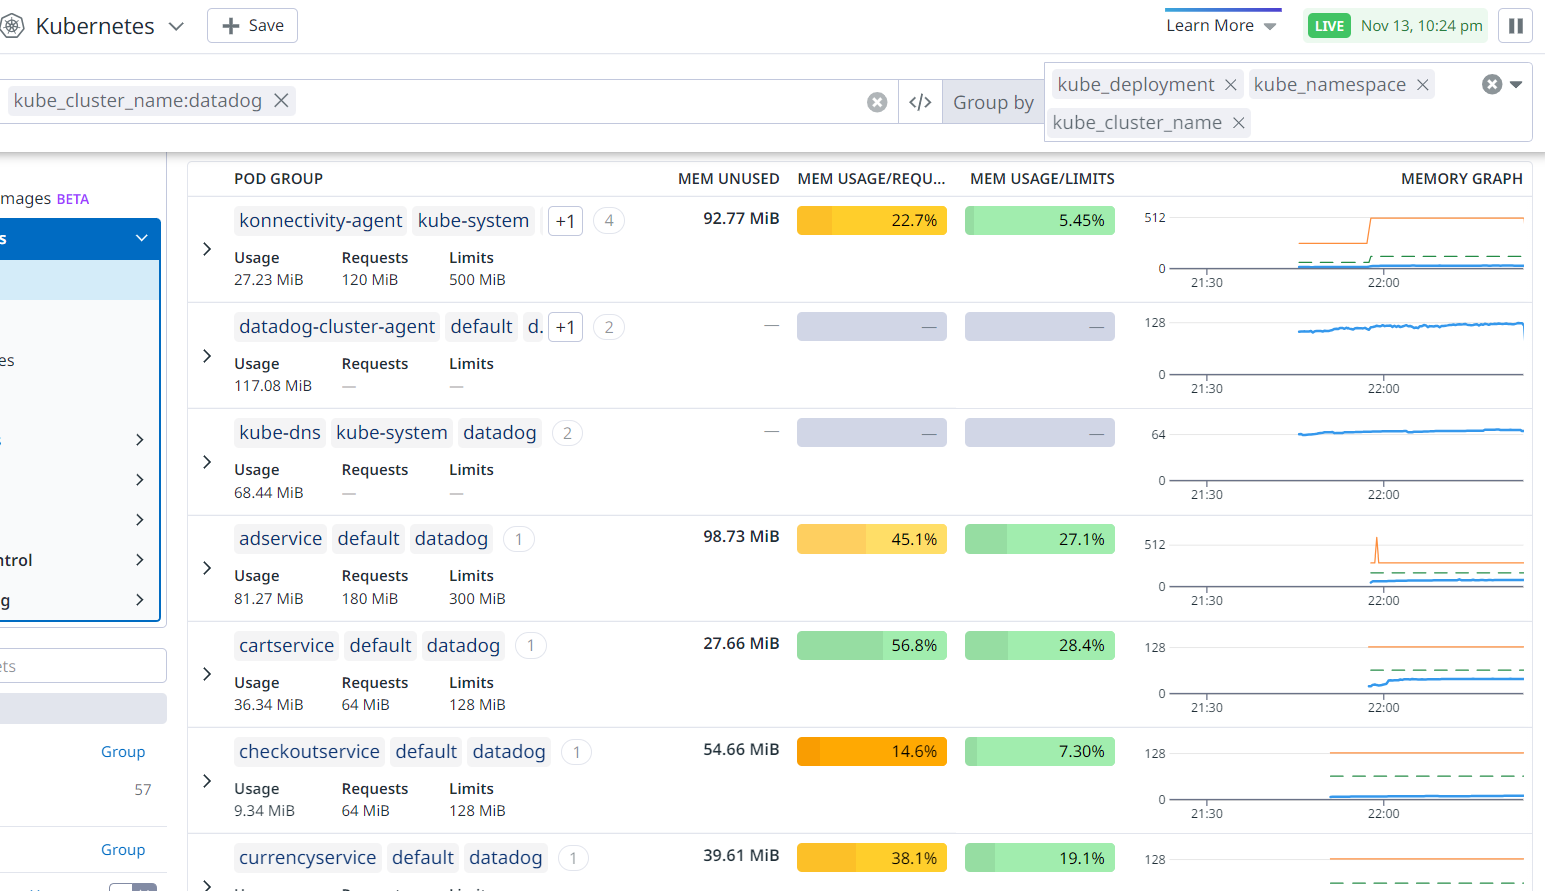 Kubernetes
Save
Learn More
LIVE Nov 13, 10:24 pm
kube_cluster_name:datadog
Group by
kube_deployment
kube_namespace
kube_cluster_name
mages BETA
s
es
ntrol
g
ets
Group
57
Group
POD GROUP MEM UNUSED MEM USAGE/REQU... MEM USAGE/LIMITS MEMORY GRAPH
konnectivity-agent kube-system +1 4 92.77 MiB 22.7% 5.45%
Usage Requests Limits
27.23 MiB 120 MiB 500 MiB
512
0
21:30 22:00
datadog-cluster-agent default d. +1 2 — — —
Usage Requests Limits
117.08 MiB — —
128
0
21:30 22:00
kube-dns kube-system datadog 2 — — —
Usage Requests Limits
68.44 MiB — —
64
0
21:30 22:00
adservice default datadog 1 98.73 MiB 45.1% 27.1%
Usage Requests Limits
81.27 MiB 180 MiB 300 MiB
512
0
21:30 22:00
cartservice default datadog 1 27.66 MiB 56.8% 28.4%
Usage Requests Limits
36.34 MiB 64 MiB 128 MiB
128
0
21:30 22:00
checkoutservice default datadog 1 54.66 MiB 14.6% 7.30%
Usage Requests Limits
9.34 MiB 64 MiB 128 MiB
128
0
21:30 22:00
currencyservice default datadog 1 39.61 MiB 38.1% 19.1%
128